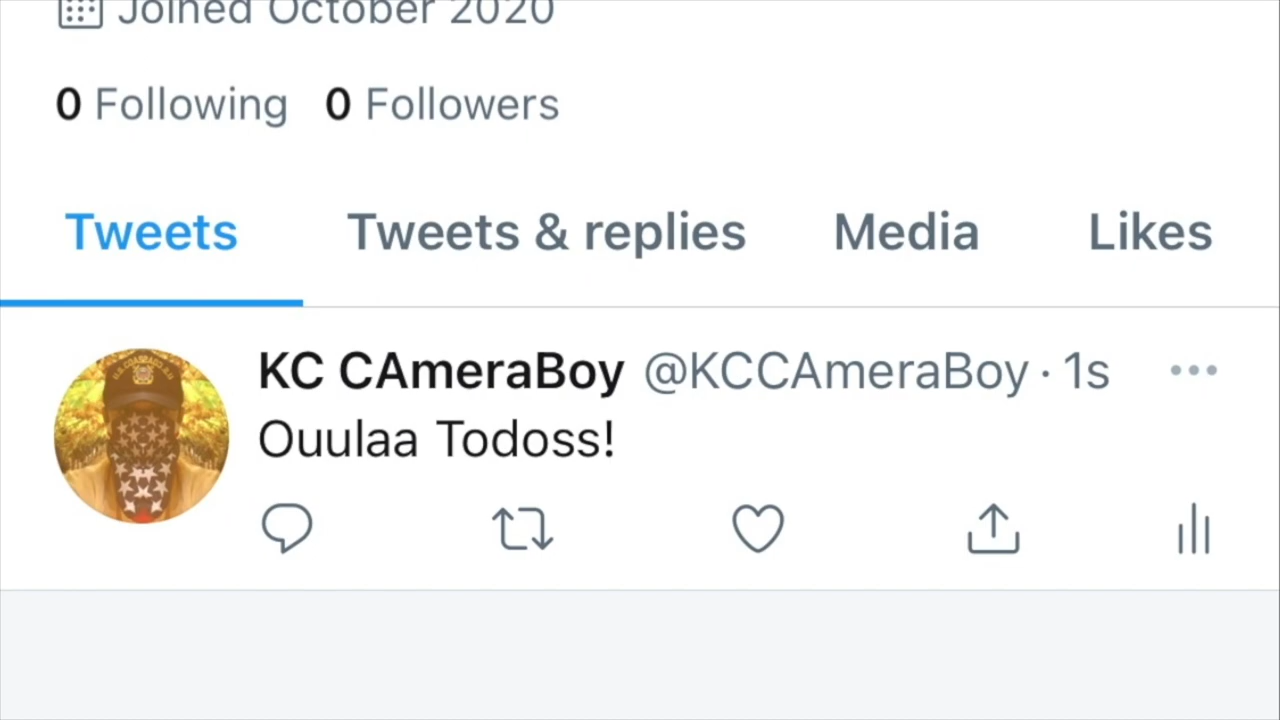 Joined October 2020
0 Following 0 Followers
Tweets Tweets & replies Media Likes
KC CAmeraBoy @KCCAmeraBoy · 1s
Ouulaa Todoss!